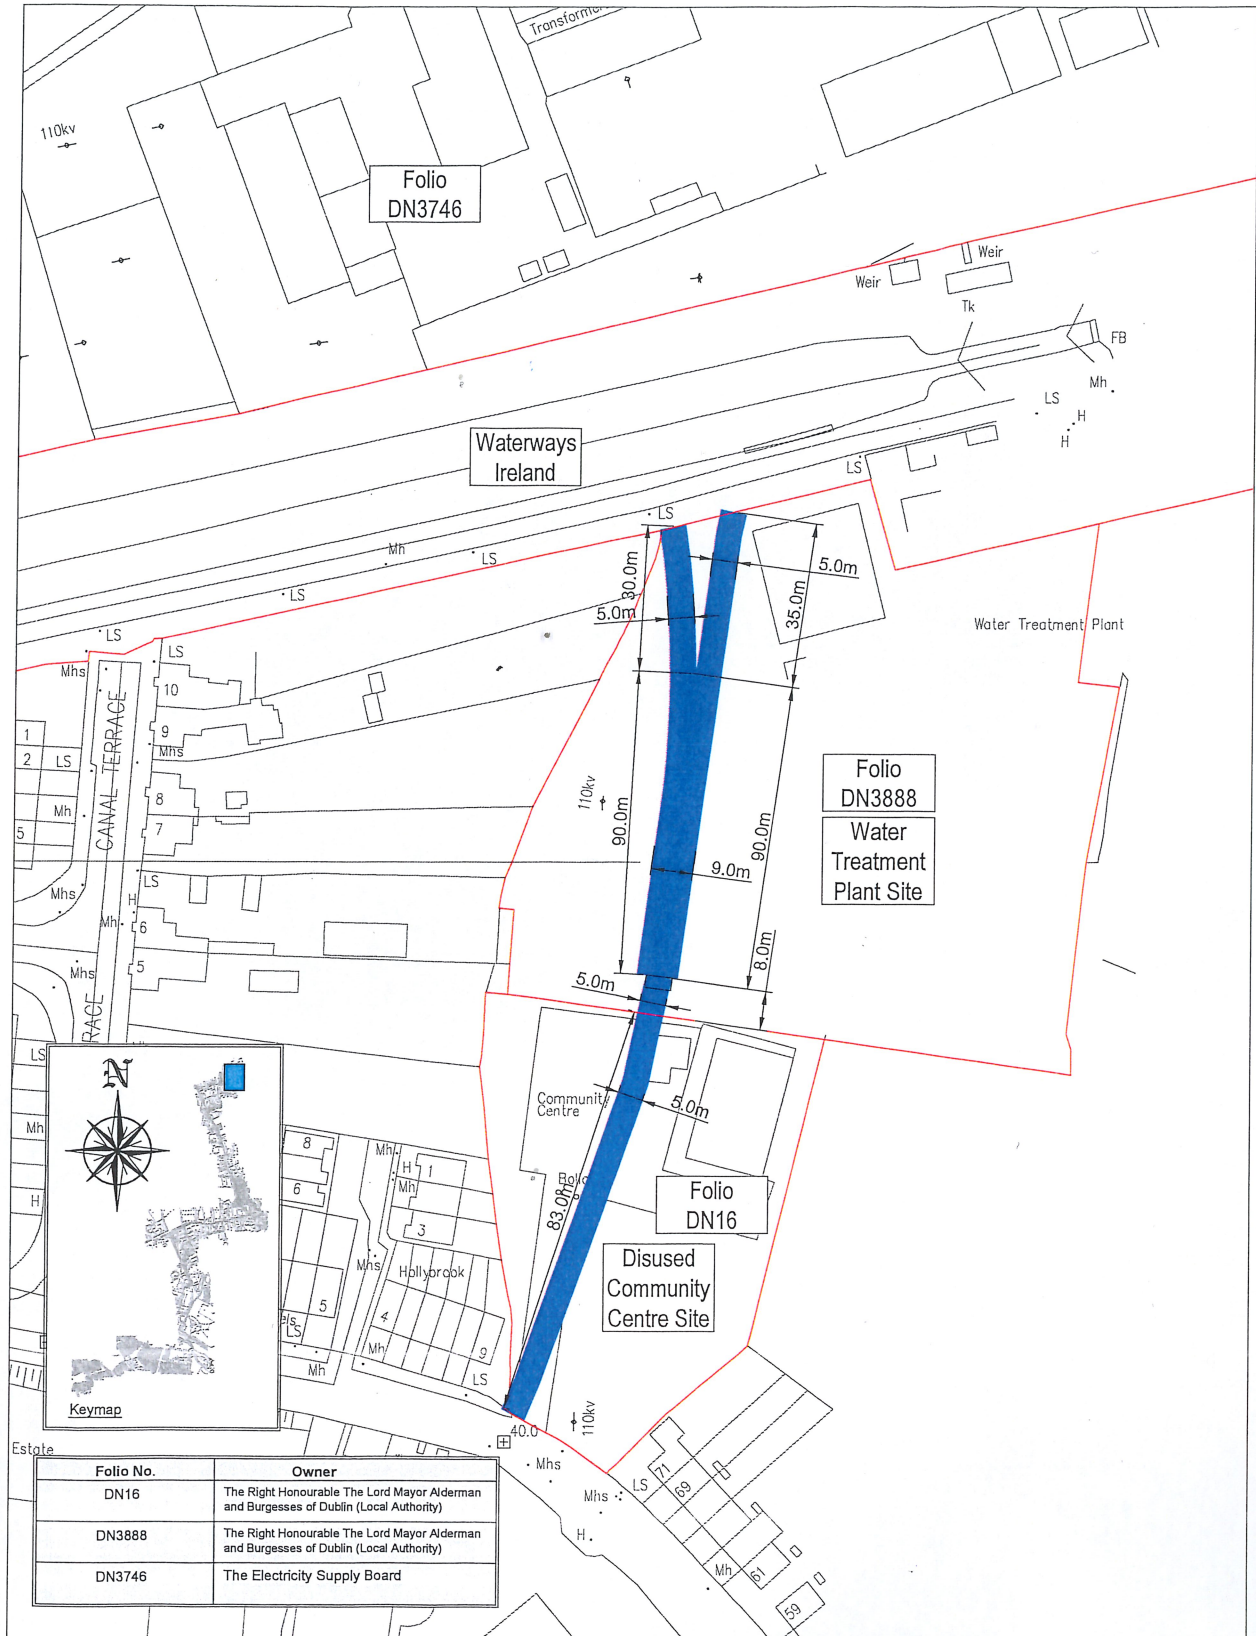 Transformer
110kv
Folio
DN3746
Weir
Weir
Tk
FB
Mh
LS
H
H
Waterways
Ireland
LS
LS
Mh
LS
LS
LS
30.0m
5.0m
5.0m
35.0m
Water Treatment Plant
Mhs
LS
10
9
Mhs
1
2
LS
CANAL TERRACE
8
7
Mh
5
110kv
90.0m
90.0m
9.0m
Folio
DN3888
Water
Treatment
Plant Site
LS
Mhs
H
Mh
6
5
Mhs
8.0m
5.0m
RACE
LS
N
Community
Centre
5.0m
Mh
8
6
Mh
H
Mh
1
3
H
83.0m
Folio
DN16
Mhs
Hollybrook
5
4
9
Disused
Community
Centre Site
LS
Mh
Mh
LS
Keymap
40.0
110kv
Estate
Mhs
Mhs
LS
71
69
H
Mh
61
59
Folio No.
Owner
DN16
The Right Honourable The Lord Mayor Alderman
and Burgesses of Dublin (Local Authority)
DN3888
The Right Honourable The Lord Mayor Alderman
and Burgesses of Dublin (Local Authority)
DN3746
The Electricity Supply Board